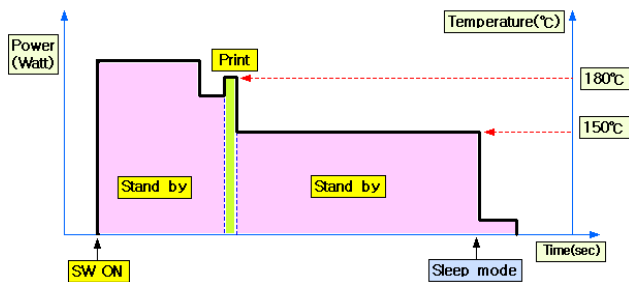 Power
(Watt)
Temperature(℃)
Print
180℃
150℃
Stand by
Stand by
Time(sec)
SW ON
Sleep mode